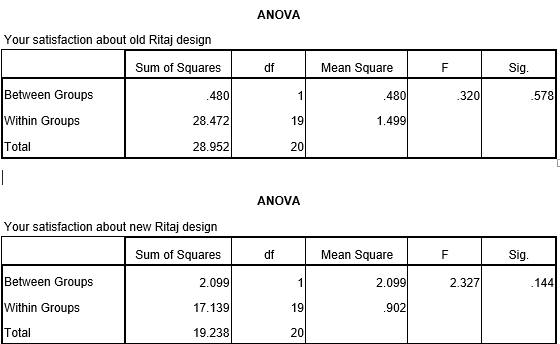 ANOVA
Your satisfaction about old Ritaj design
Sum of Squares df Mean Square F Sig.
Between Groups .480 1 .480 .320 .578
Within Groups 28.472 19 1.499
Total 28.952 20
ANOVA
Your satisfaction about new Ritaj design
Sum of Squares df Mean Square F Sig.
Between Groups 2.099 1 2.099 2.327 .144
Within Groups 17.139 19 .902
Total 19.238 20